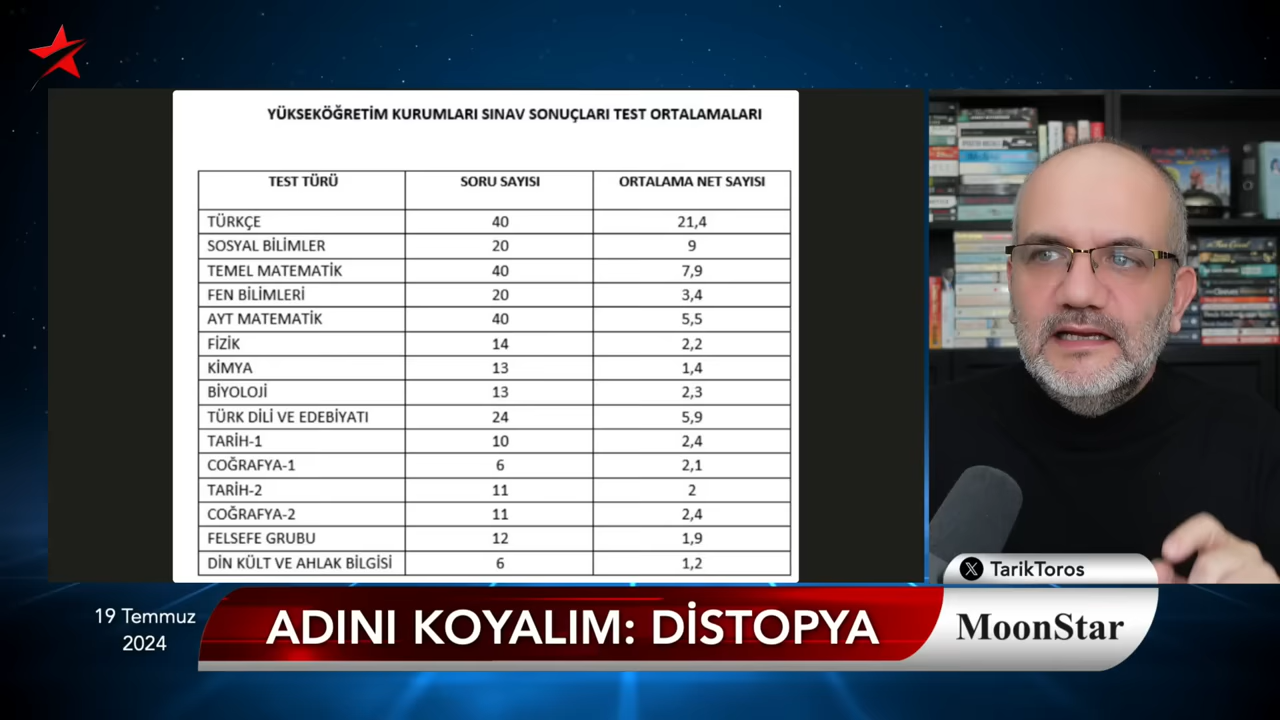 YÜKSEKÖĞRETİM KURUMLARI SINAV SONUÇLARI TEST ORTALAMALARI
TEST TÜRÜ SORU SAYISI ORTALAMA NET SAYISI
TÜRKÇE 40 21,4
SOSYAL BİLİMLER 20 9
TEMEL MATEMATİK 40 7,9
FEN BİLİMLERİ 20 3,4
AYT MATEMATİK 40 5,5
FİZİK 14 2,2
KİMYA 13 1,4
BİYOLOJİ 13 2,3
TÜRK DİLİ VE EDEBİYATI 24 5,9
TARİH-1 10 2,4
COĞRAFYA-1 6 2,1
TARİH-2 11 2
COĞRAFYA-2 11 2,4
FELSEFE GRUBU 12 1,9
DİN KÜLT VE AHLAK BİLGİSİ 6 1,2
X TarikToros
19 Temmuz
2024
ADINI KOYALIM: DİSTOPYA
MoonStar